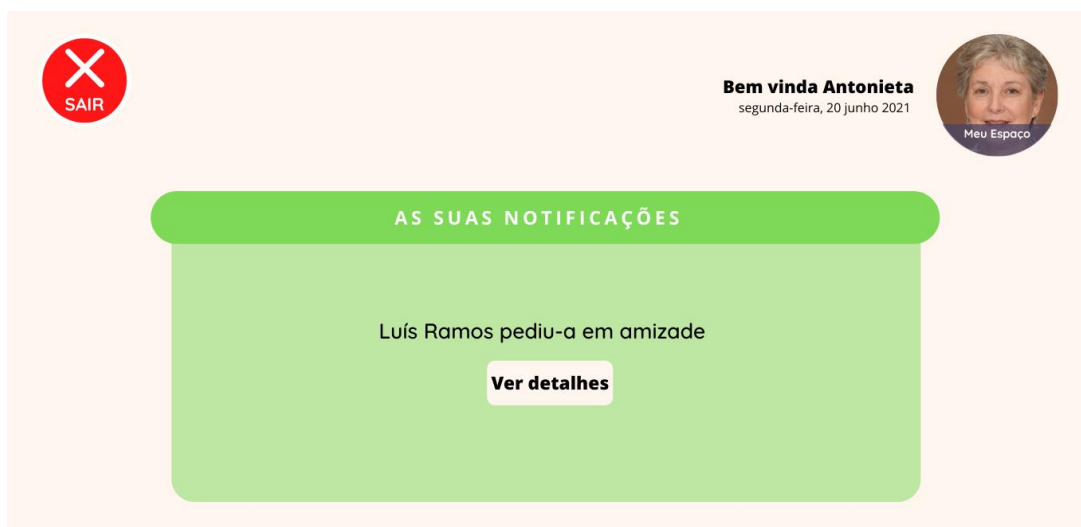 SAIR
Bem vinda Antonieta
segunda-feira, 20 junho 2021
Meu Espaço
AS SUAS NOTIFICAÇÕES
Luís Ramos pediu-a em amizade
Ver detalhes